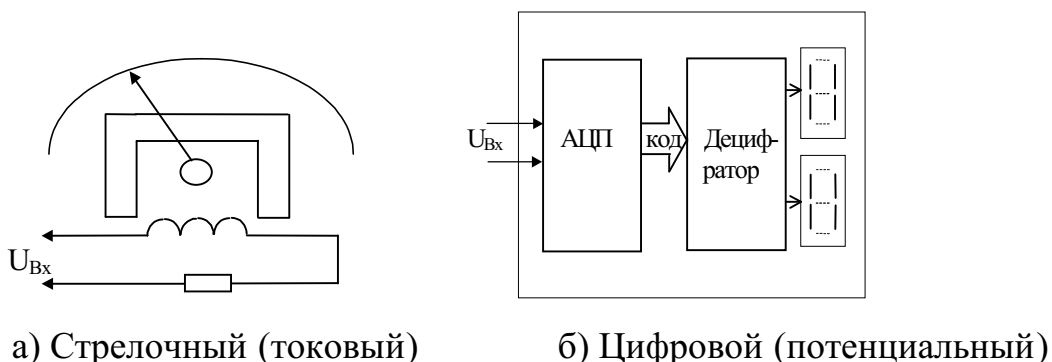 U_Вх
а) Стрелочный (токовый)
U_Вх
АЦП
код
Дециф-
ратор
б) Цифровой (потенциальный)